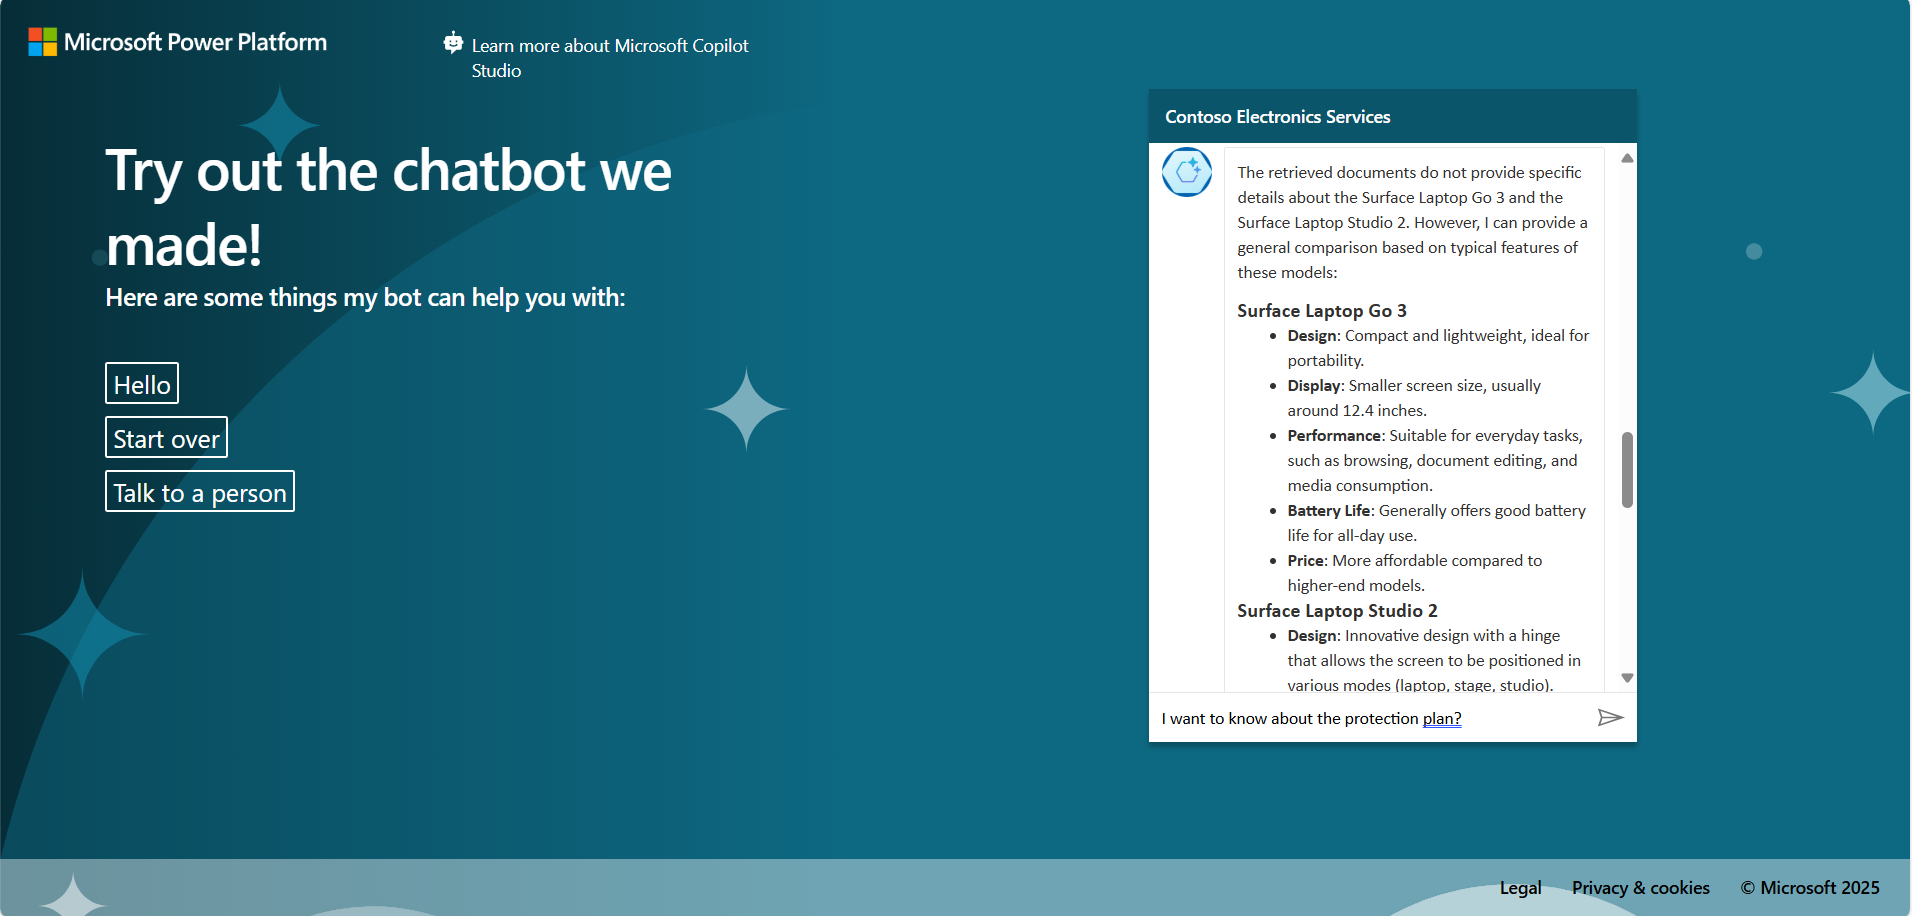 Microsoft Power Platform
Learn more about Microsoft Copilot
Studio
Try out the chatbot we
made!
Here are some things my bot can help you with:
Hello
Start over
Talk to a person
Contoso Electronics Services
The retrieved documents do not provide specific
details about the Surface Laptop Go 3 and the
Surface Laptop Studio 2. However, I can provide a
general comparison based on typical features of
these models:
Surface Laptop Go 3
• Design: Compact and lightweight, ideal for
portability.
• Display: Smaller screen size, usually
around 12.4 inches.
• Performance: Suitable for everyday tasks,
such as browsing, document editing, and
media consumption.
• Battery Life: Generally offers good battery
life for all-day use.
• Price: More affordable compared to
higher-end models.
Surface Laptop Studio 2
• Design: Innovative design with a hinge
that allows the screen to be positioned in
various modes (laptop, stage, studio).
I want to know about the protection plan?
Legal Privacy & cookies © Microsoft 2025